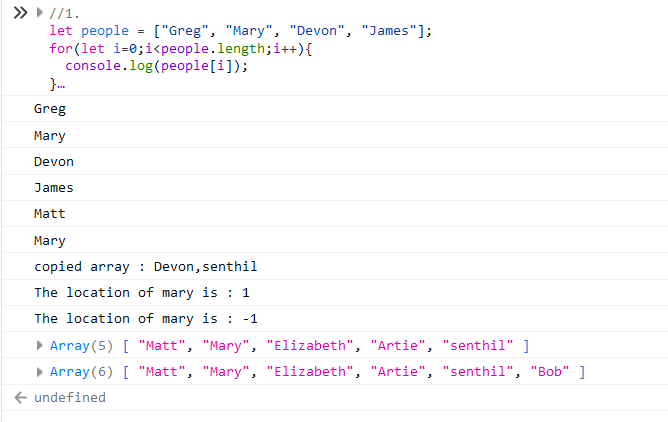 //1.
let people = ["Greg", "Mary", "Devon", "James"];
for(let i=0;i<people.length;i++){
  console.log(people[i]);
}…
Greg
Mary
Devon
James
Matt
Mary
copied array : Devon,senthil
The location of mary is : 1
The location of mary is : -1
Array(5) [ "Matt", "Mary", "Elizabeth", "Artie", "senthil" ]
Array(6) [ "Matt", "Mary", "Elizabeth", "Artie", "senthil", "Bob" ]
undefined